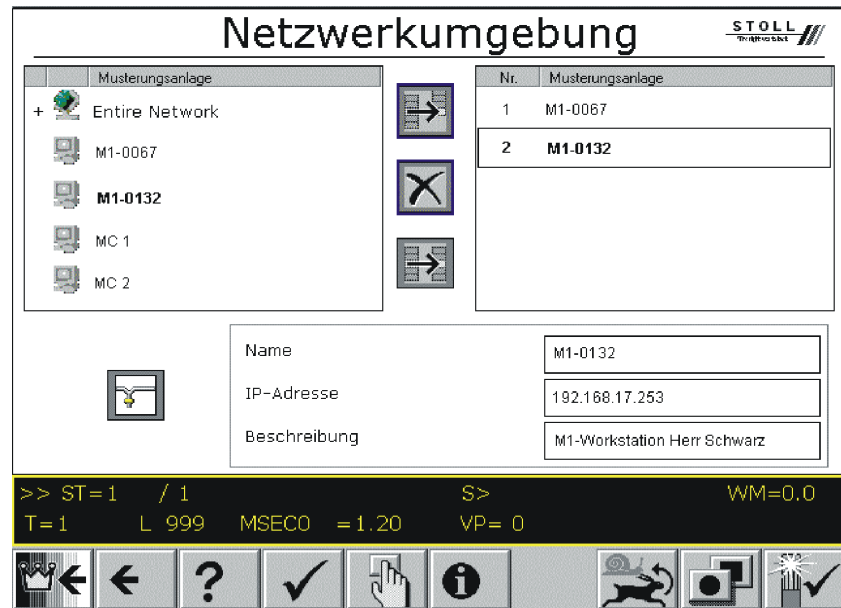 Netzwerkumgebung
STOLL
Musterungsanlage
+ Entire Network
M1-0067
M1-0132
MC 1
MC 2
Nr. Musterungsanlage
1 M1-0067
2 M1-0132
Name M1-0132
IP-Adresse 192.168.17.253
Beschreibung M1-Workstation Herr Schwarz
>> ST=1 / 1 S> WM=0.0
T=1 L 999 MSEC0 =1.20 VP= 0
?